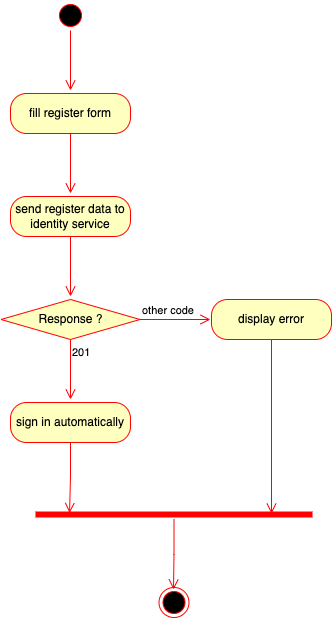 fill register form
send register data to
identity service
Response ?
other code
display error
201
sign in automatically